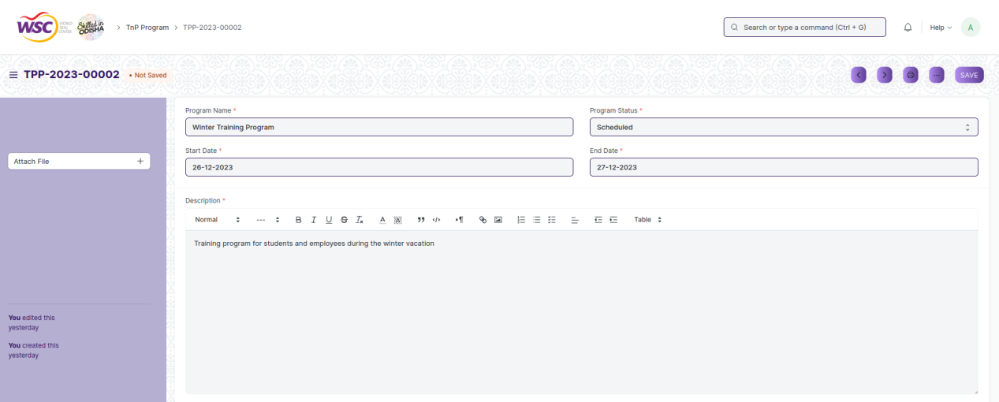 WSC WORLD SKILL CENTER Skilled in ODISHA > TnP Program > TPP-2023-00002 Search or type a command (Ctrl + G) Help A
TPP-2023-00002 • Not Saved SAVE
Attach File +
You edited this
yesterday
You created this
yesterday
Program Name * Program Status *
Winter Training Program Scheduled
Start Date * End Date *
26-12-2023 27-12-2023
Description *
Normal --- B I U S Tx A A Table
Training program for students and employees during the winter vacation